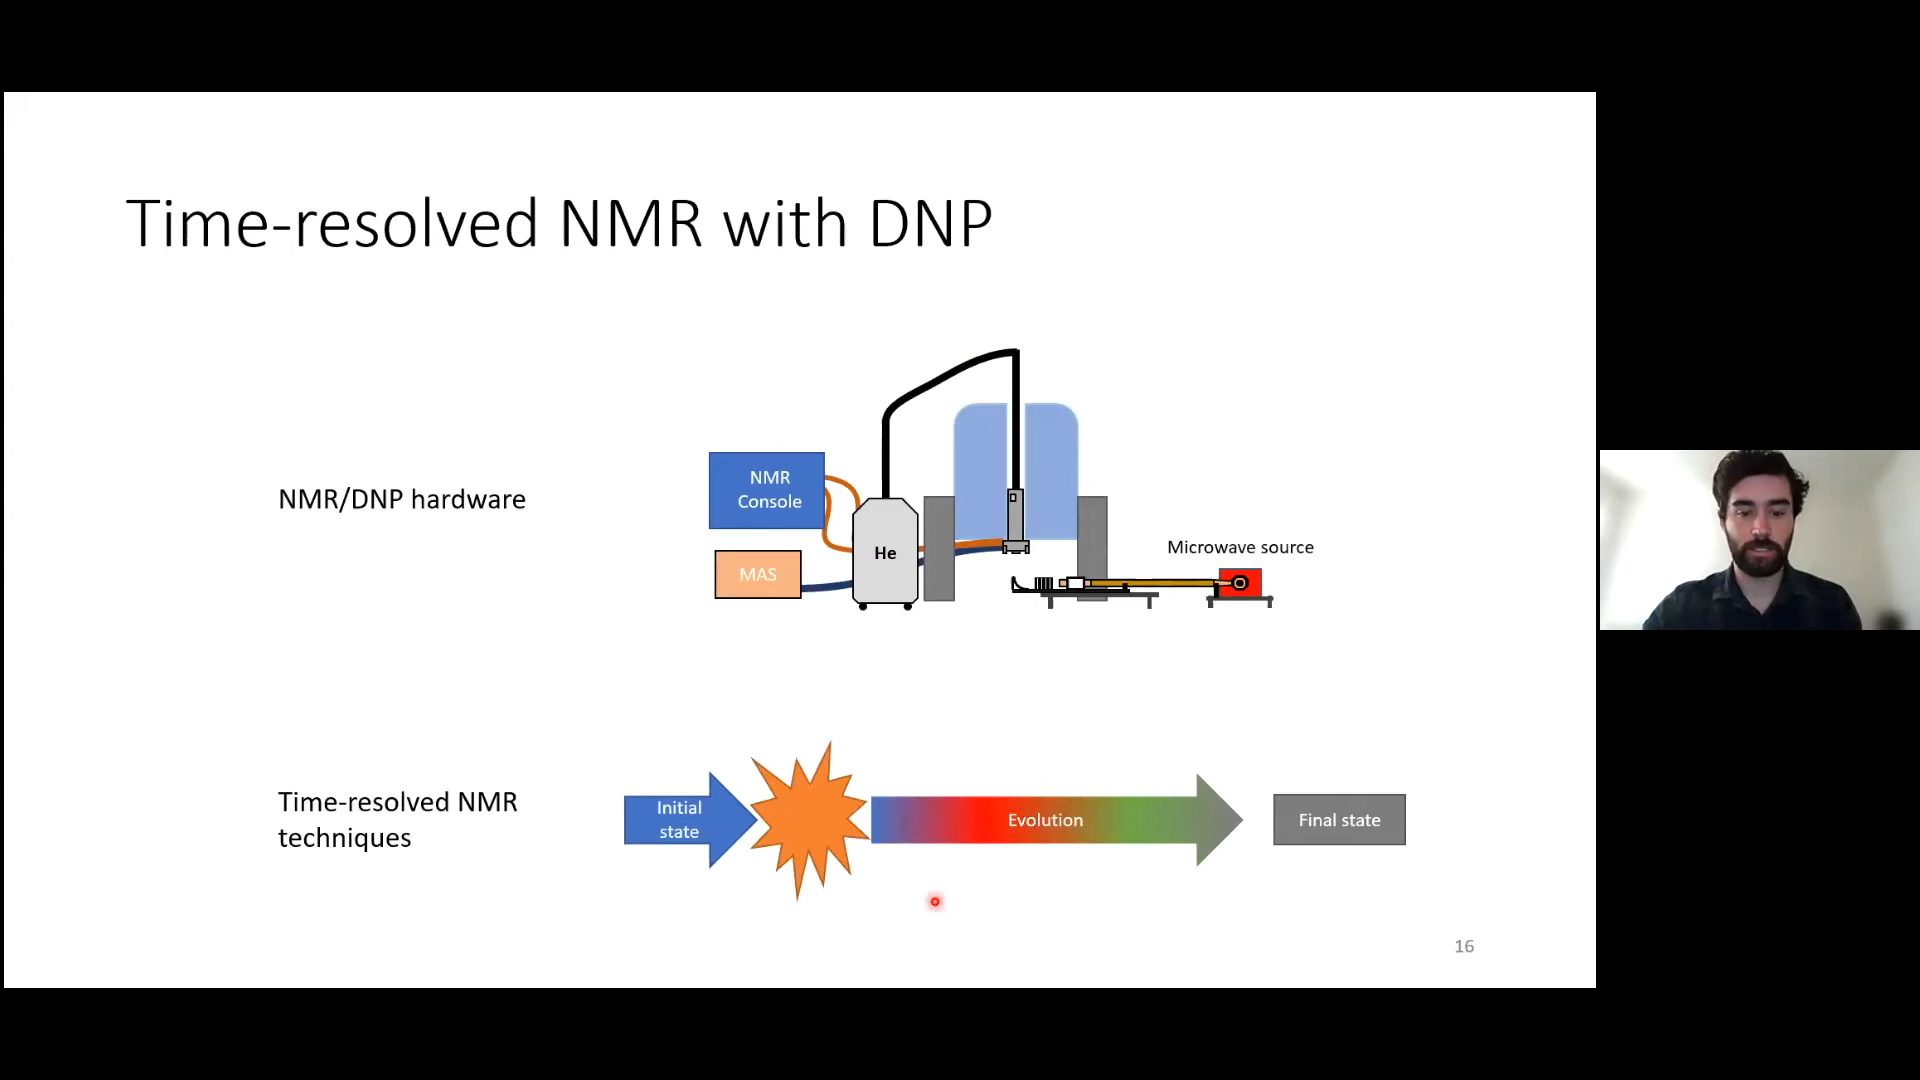 Time-resolved NMR with DNP
NMR/DNP hardware
NMR
Console
MAS
He
Microwave source
Time-resolved NMR
techniques
Initial
state
Evolution
Final state
16